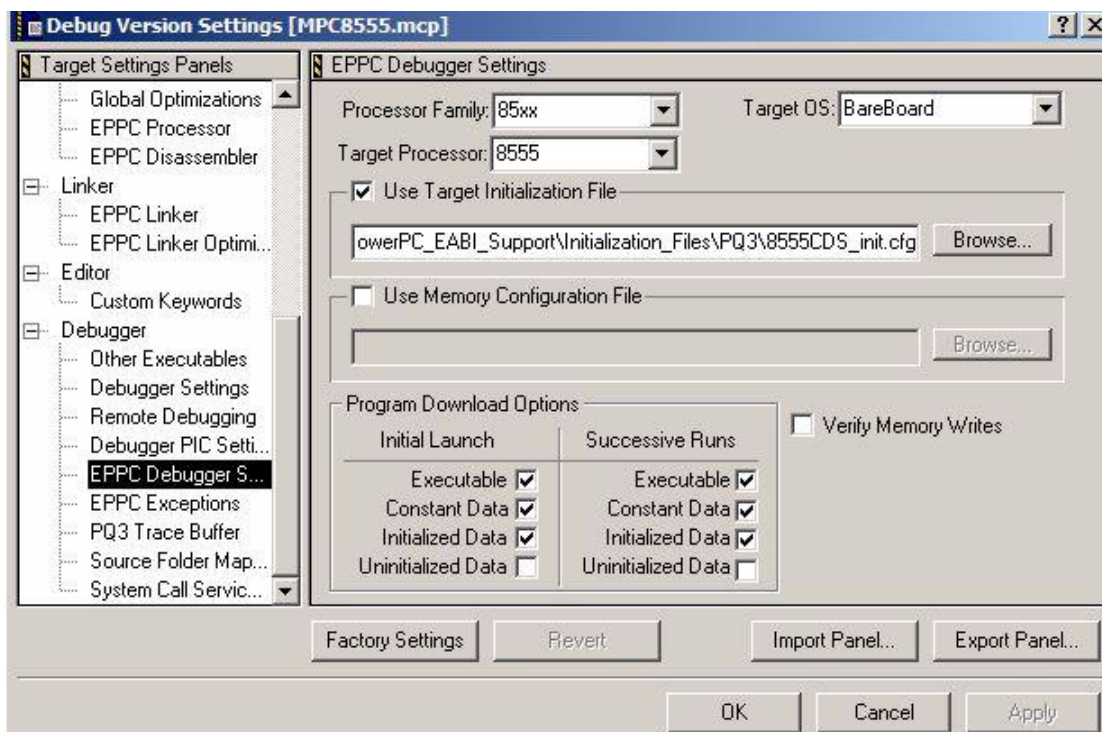 Debug Version Settings [MPC8555.mcp]
Target Settings Panels
Global Optimizations
EPPC Processor
EPPC Disassembler
Linker
EPPC Linker
EPPC Linker Optimi...
Editor
Custom Keywords
Debugger
Other Executables
Debugger Settings
Remote Debugging
Debugger PIC Setti...
EPPC Debugger S...
EPPC Exceptions
PQ3 Trace Buffer
Source Folder Map...
System Call Servic...
EPPC Debugger Settings
Processor Family: 85xx Target OS: BareBoard
Target Processor: 8555
Use Target Initialization File
owerPC_EABI_Support\Initialization_Files\PQ3\8555CDS_init.cfg Browse...
Use Memory Configuration File
Browse...
Program Download Options
Initial Launch Successive Runs
Executable Executable
Constant Data Constant Data
Initialized Data Initialized Data
Uninitialized Data Uninitialized Data
Verify Memory Writes
Factory Settings Revert Import Panel... Export Panel...
OK Cancel Apply